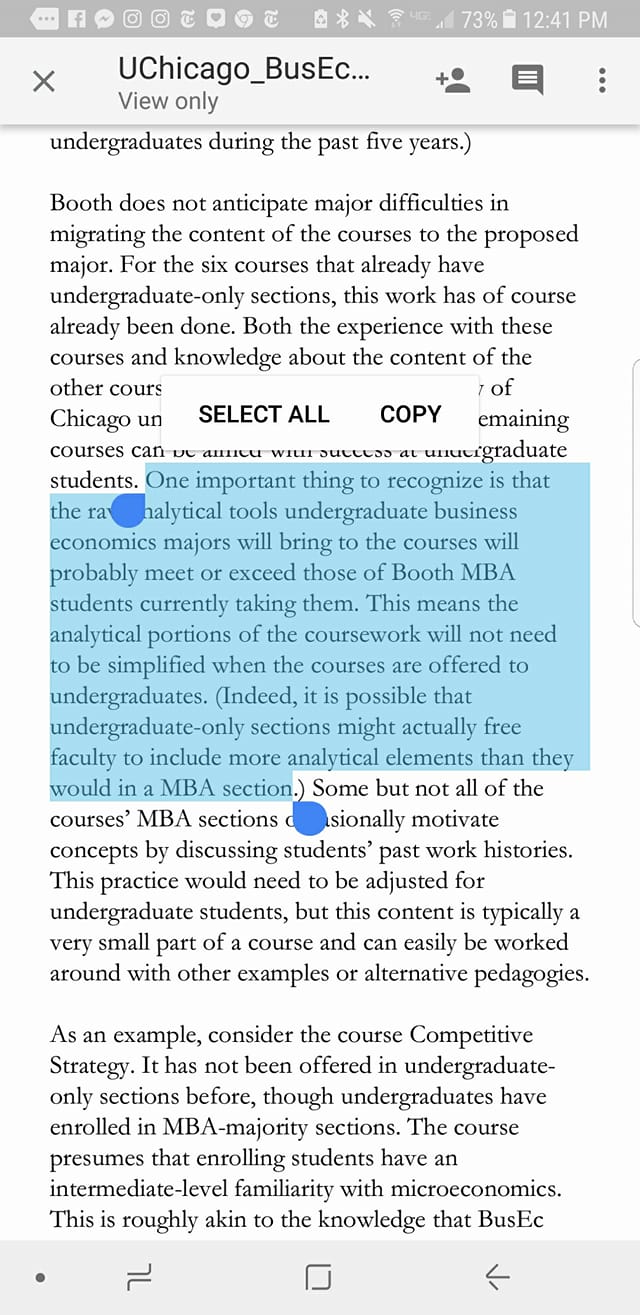 73% 12:41 PM
UChicago_BusEc...
View only
undergraduates during the past five years.)
Booth does not anticipate major difficulties in
migrating the content of the courses to the proposed
major. For the six courses that already have
undergraduate-only sections, this work has of course
already been done. Both the experience with these
courses and knowledge about the content of the
other of
SELECT ALL COPY
Chicago
courses can be aimed with success at undergraduate
students. One important thing to recognize is that
the analytical tools undergraduate business
economics majors will bring to the courses will
probably meet or exceed those of Booth MBA
students currently taking them. This means the
analytical portions of the coursework will not need
to be simplified when the courses are offered to
undergraduates. (Indeed, it is possible that
undergraduate-only sections might actually free
faculty to include more analytical elements than they
would in a MBA section.) Some but not all of the
courses' MBA sections occasionally motivate
concepts by discussing students' past work histories.
This practice would need to be adjusted for
undergraduate students, but this content is typically a
very small part of a course and can easily be worked
around with other examples or alternative pedagogies.
As an example, consider the course Competitive
Strategy. It has not been offered in undergraduate-
only sections before, though undergraduates have
enrolled in MBA-majority sections. The course
presumes that enrolling students have an
intermediate-level familiarity with microeconomics.
This is roughly akin to the knowledge that BusEc